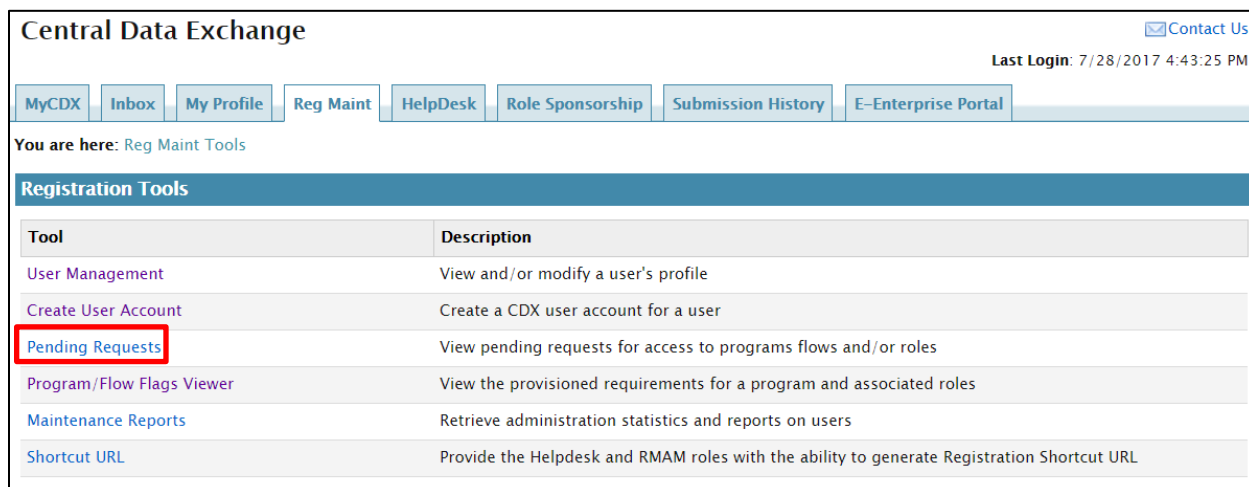 Central Data Exchange
Contact Us
Last Login: 7/28/2017 4:43:25 PM
MyCDX Inbox My Profile Reg Maint HelpDesk Role Sponsorship Submission History E-Enterprise Portal
You are here: Reg Maint Tools
Registration Tools
Tool Description
User Management View and/or modify a user's profile
Create User Account Create a CDX user account for a user
Pending Requests View pending requests for access to programs flows and/or roles
Program/Flow Flags Viewer View the provisioned requirements for a program and associated roles
Maintenance Reports Retrieve administration statistics and reports on users
Shortcut URL Provide the Helpdesk and RMAM roles with the ability to generate Registration Shortcut URL